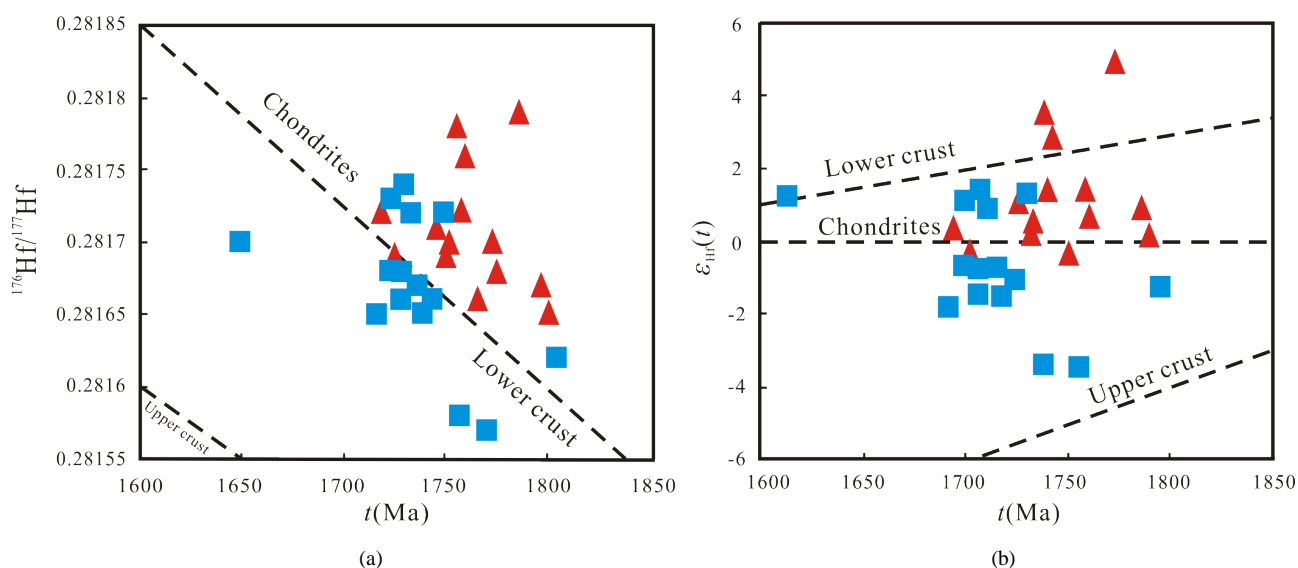 0.28185
0.2818
0.28175
0.2817
0.28165
0.2816
0.28155
¹⁷⁶Hf/¹⁷⁷Hf
Chondrites
Lower crust
Upper crust
1600
1650
1700
1750
1800
1850
t(Ma)
(a)
6
4
2
0
-2
-4
-6
εHf(t)
Lower crust
Chondrites
Upper crust
1600
1650
1700
1750
1800
1850
t(Ma)
(b)